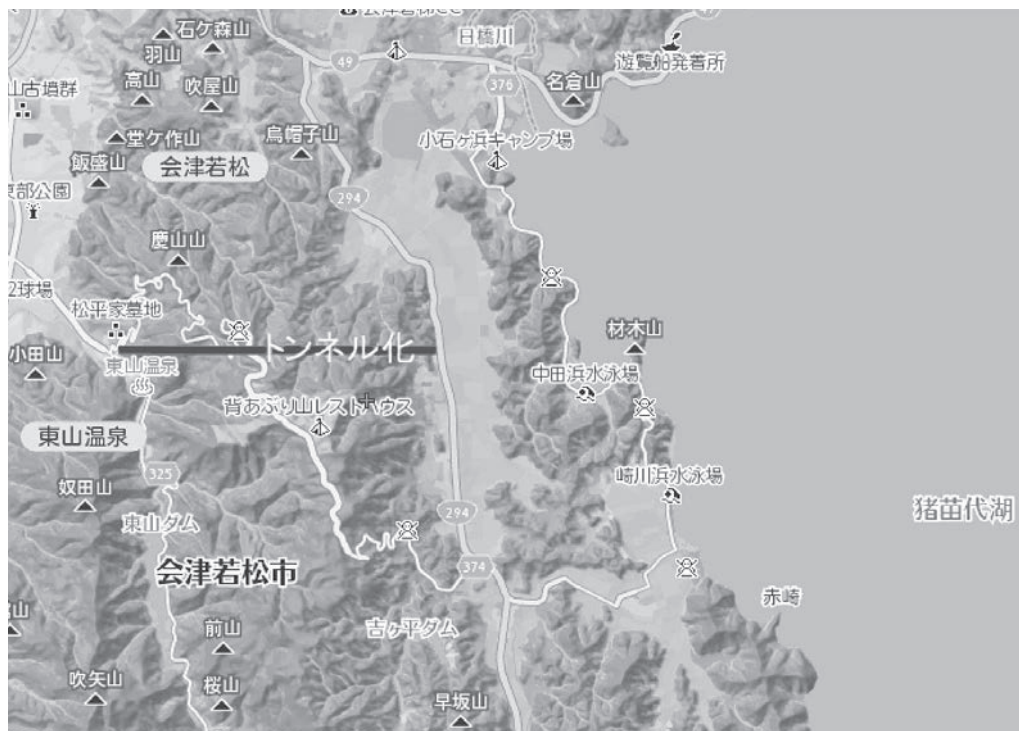 石ケ森山
羽山
日橋川
49
遊覧船発着所
高山
吹屋山
376
名倉山
山古墳群
堂ケ作山
烏帽子山
小石ヶ浜キャンプ場
飯盛山
会津若松
東部公園
294
慶山山
2球場
松平家墓地
材木山
トンネル化
小田山
東山温泉
中田浜水泳場
背あぶり山レストハウス
東山温泉
325
崎川浜水泳場
奴田山
294
猪苗代湖
東山ダム
会津若松市
374
赤崎
前山
吉ヶ平ダム
吹矢山
桜山
早坂山